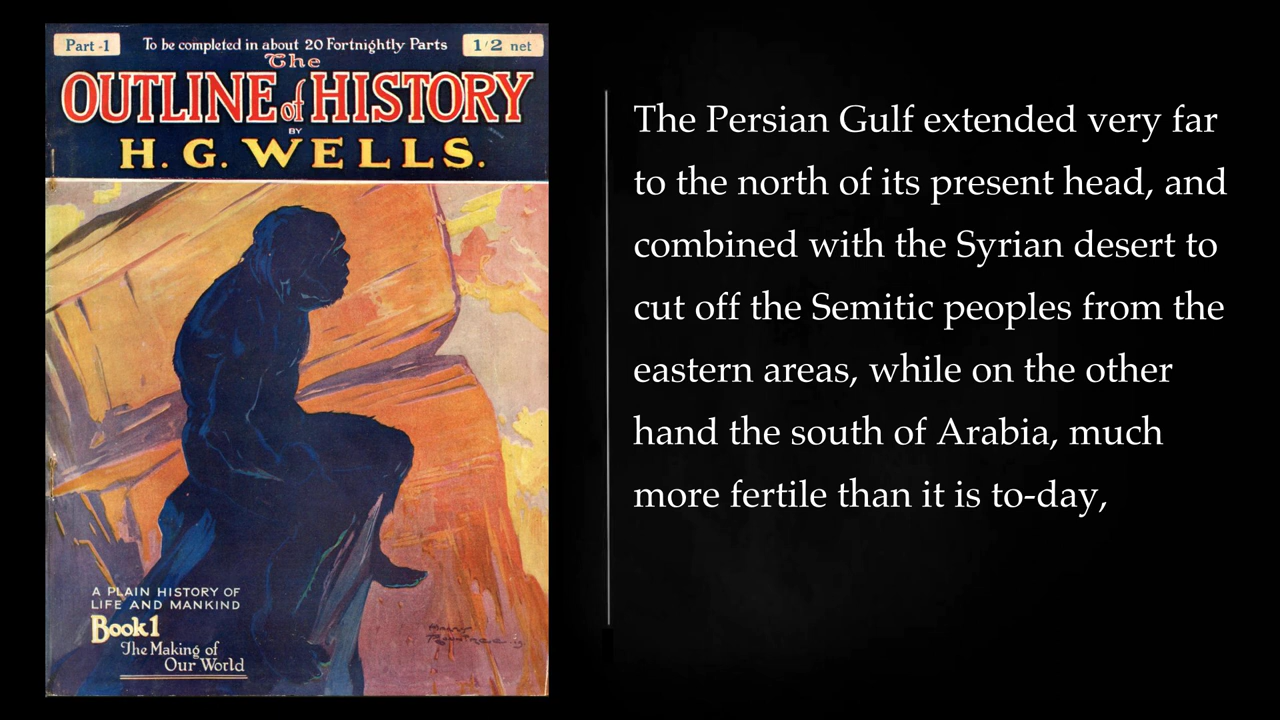 Part -1
To be completed in about 20 Fortnightly Parts
1/2 net
The
OUTLINE of HISTORY
BY
H. G. WELLS.
A PLAIN HISTORY OF
LIFE AND MANKIND
Book 1
The Making of
Our World
The Persian Gulf extended very far
to the north of its present head, and
combined with the Syrian desert to
cut off the Semitic peoples from the
eastern areas, while on the other
hand the south of Arabia, much
more fertile than it is to-day,